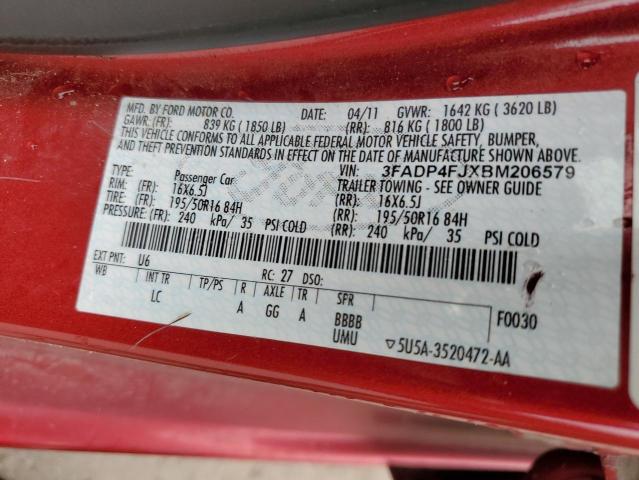 MFD. BY FORD MOTOR CO. DATE: 04/11 GVWR: 1642 KG ( 3620 LB)
GAWR: (FR): 839 KG ( 1850 LB) (RR): 816 KG ( 1800 LB)
THIS VEHICLE CONFORMS TO ALL APPLICABLE FEDERAL MOTOR VEHICLE SAFETY, BUMPER,
AND THEFT PREVENTION STANDARDS IN EFFECT ON THE DATE OF MANUFACTURE SHOWN ABOVE.
VIN: 3FADP4FJXBM206579
TYPE: Passenger Car TRAILER TOWING - SEE OWNER GUIDE
RIM: 16X6.5J (RR): 16X6.5J
TIRE: 195/50R16 84H (RR): 195/50R16 84H
PRESSURE: (FR) 240 kPa/ 35 PSI COLD (RR): 240 kPa/ 35 PSI COLD
EXT PNT: U6 RC: 27 DSO:
WB INT TR TP/PS R AXLE TR SPR
LC A GG A BBBB F0030
UMU 5U5A-3520472-AA